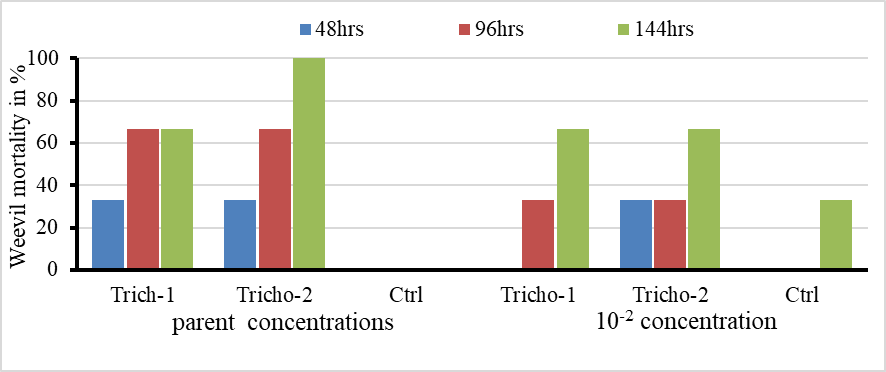 48hrs 96hrs 144hrs
Weevil mortality in %
100
80
60
40
20
0
Trich-1 Tricho-2 Ctrl Tricho-1 Tricho-2 Ctrl
parent concentrations 10⁻² concentration